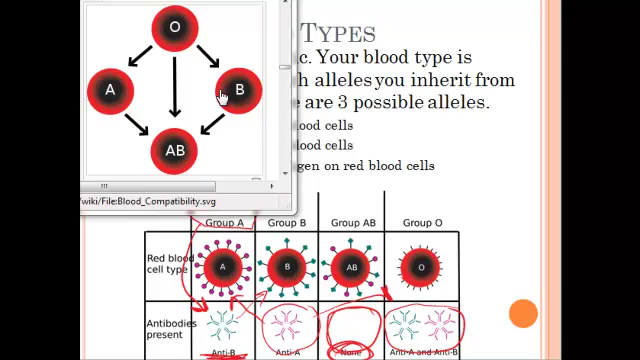 O
TYPES
A
B
AB
c. Your blood type is
h alleles you inherit from
e are 3 possible alleles.
lood cells
lood cells
gen on red blood cells
/wiki/File:Blood_Compatibility.svg
Group A Group B Group AB Group O
Red blood
cell type
A B AB O
Antibodies
present
Anti-B Anti-A None Anti-A and Anti-B